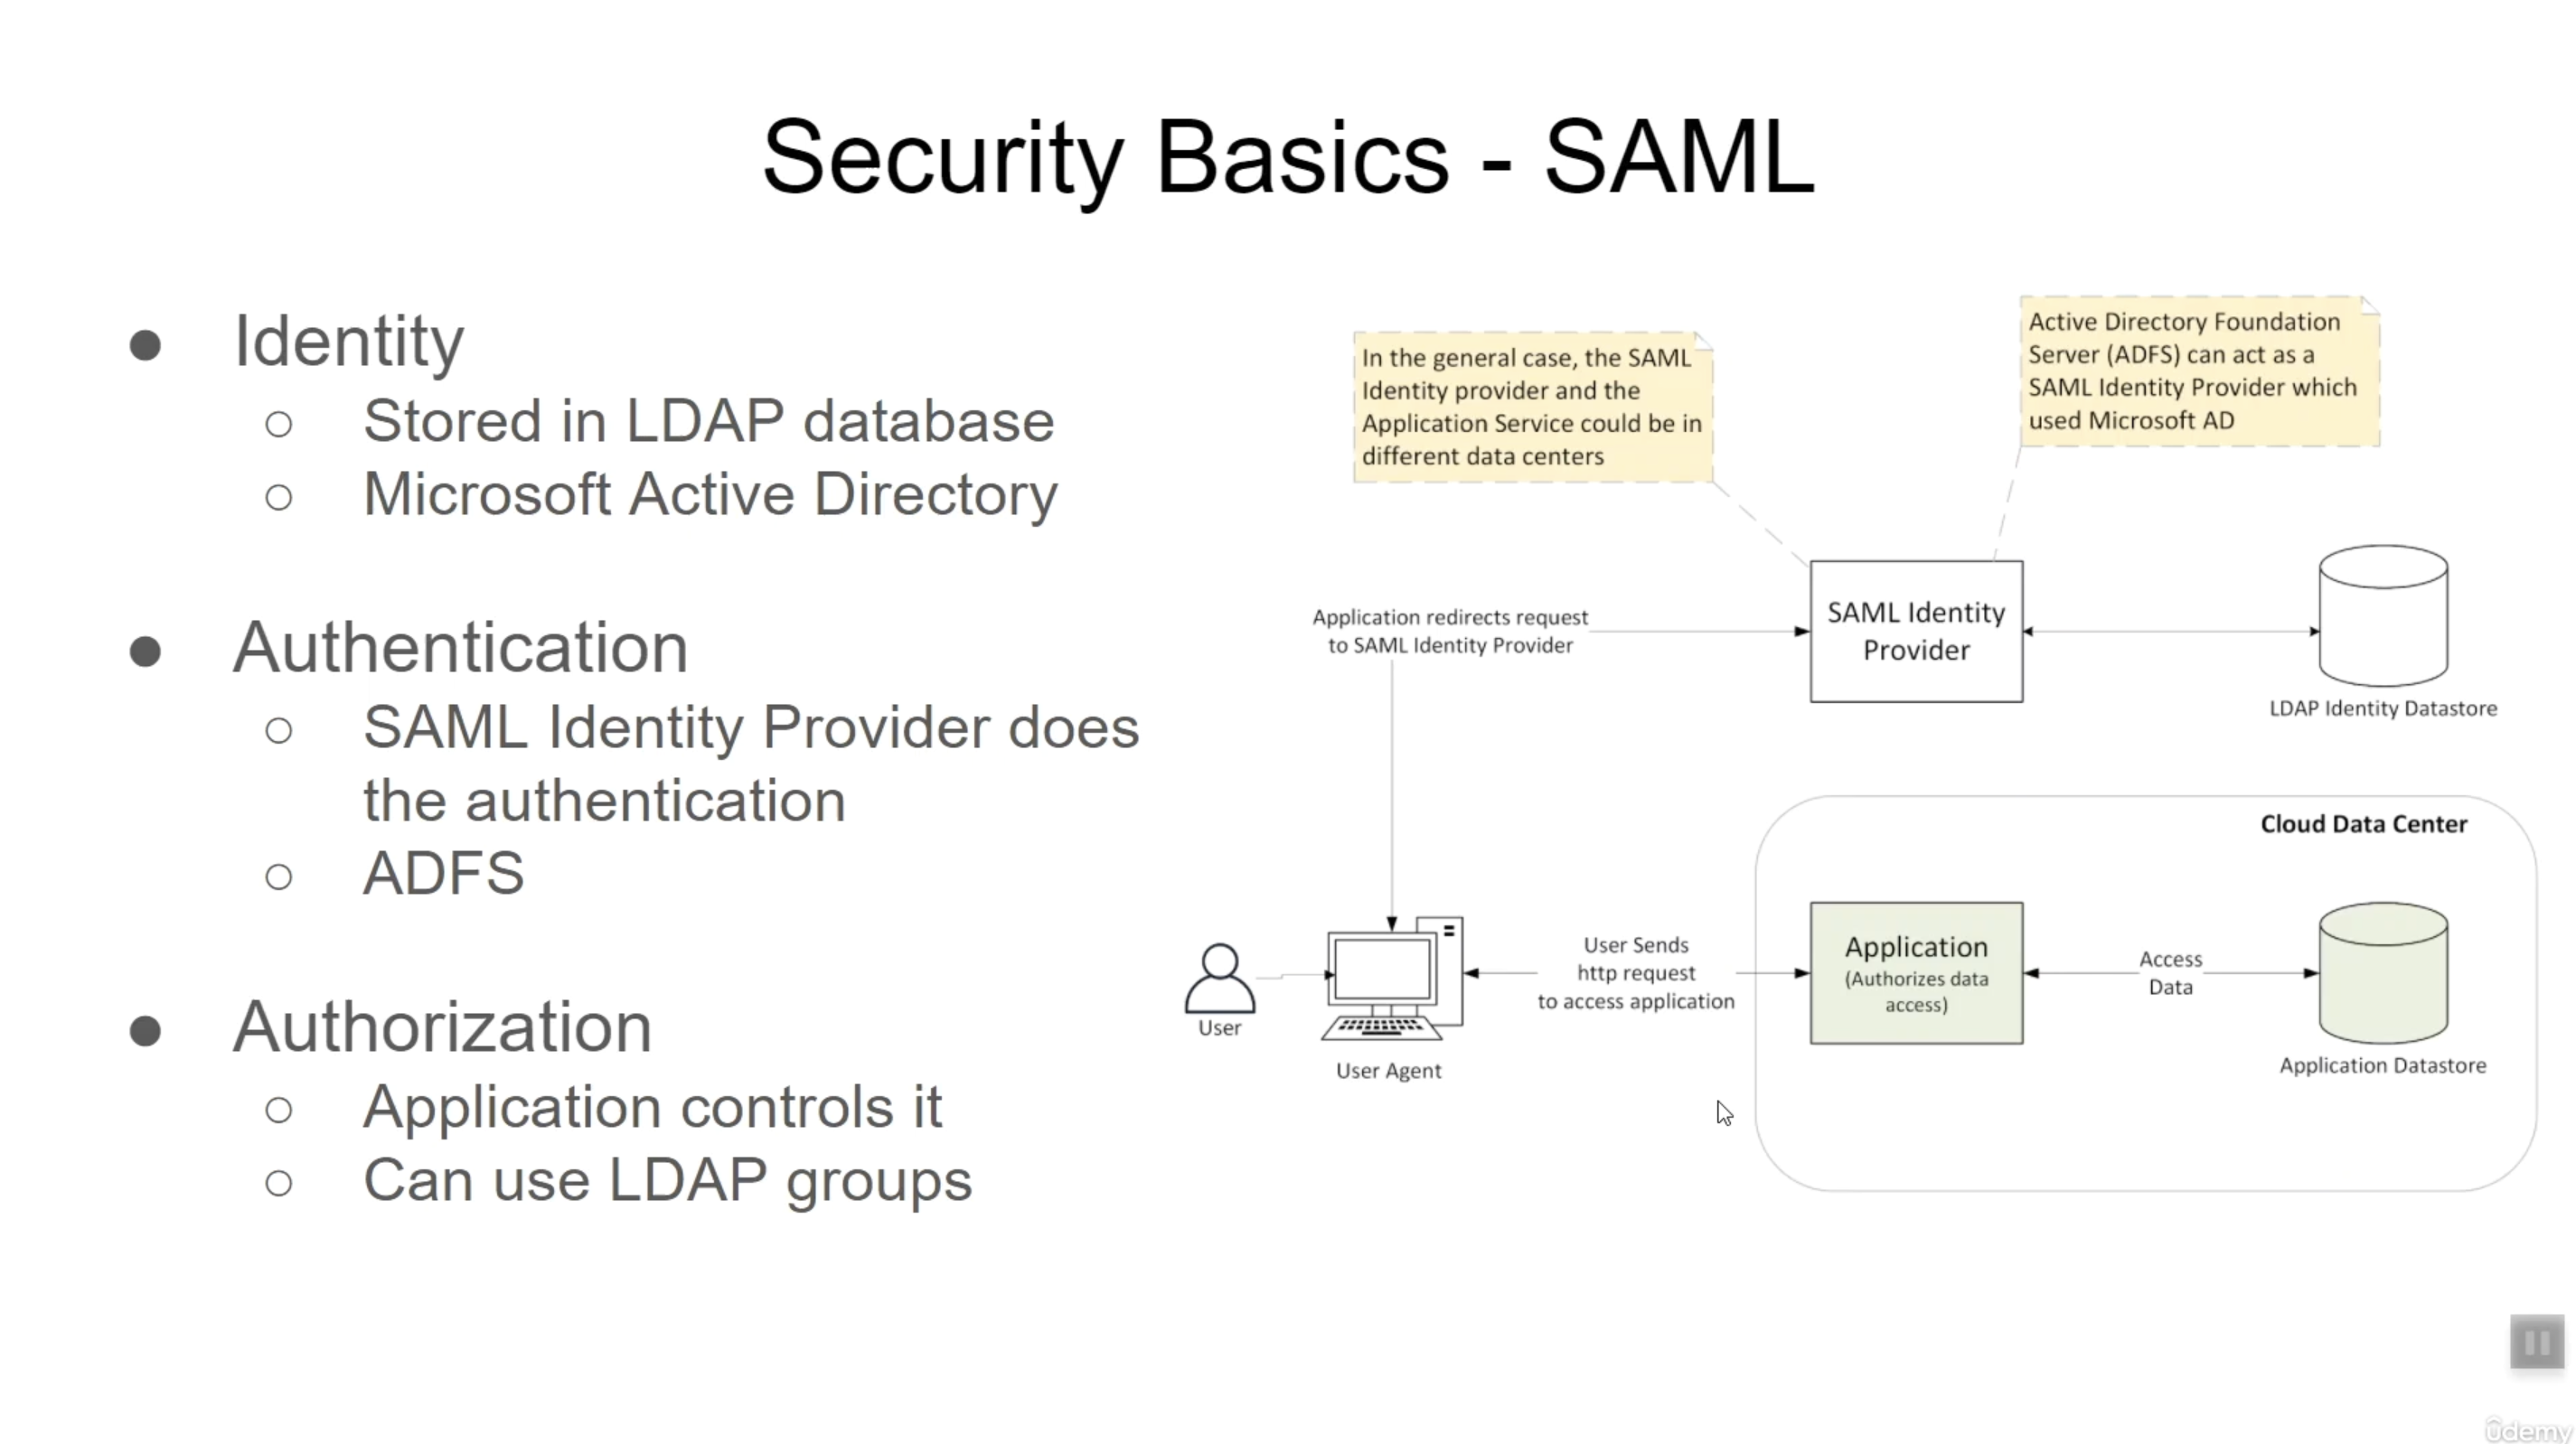 Security Basics - SAML
● Identity
○ Stored in LDAP database
○ Microsoft Active Directory
● Authentication
○ SAML Identity Provider does
the authentication
○ ADFS
● Authorization
○ Application controls it
○ Can use LDAP groups
In the general case, the SAML
Identity provider and the
Application Service could be in
different data centers
Active Directory Foundation
Server (ADFS) can act as a
SAML Identity Provider which
used Microsoft AD
Application redirects request
to SAML Identity Provider
SAML Identity
Provider
LDAP Identity Datastore
Cloud Data Center
User
User Agent
User Sends
http request
to access application
Application
(Authorizes data
access)
Access
Data
Application Datastore
ûdemy